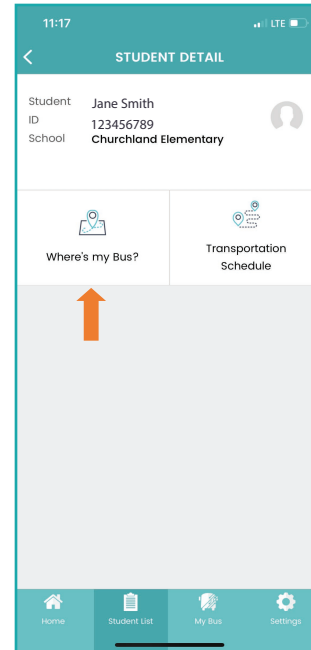 11:17 LTE
STUDENT DETAIL
Student Jane Smith
ID 123456789
School Churchland Elementary
Where's my Bus?
Transportation
Schedule
Home Student List My Bus Settings